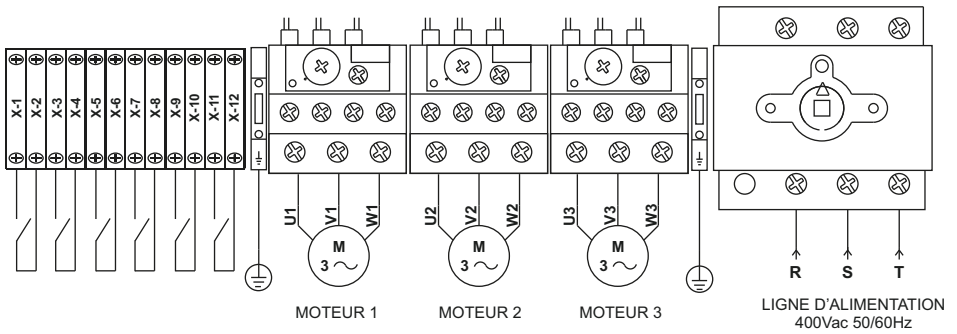 X-1
X-2
X-3
X-4
X-5
X-6
X-7
X-8
X-9
X-10
X-11
X-12
U1
V1
W1
U2
V2
W2
U3
V3
W3
M
3
M
3
M
3
R
S
T
MOTEUR 1
MOTEUR 2
MOTEUR 3
LIGNE D'ALIMENTATION
400Vac 50/60Hz